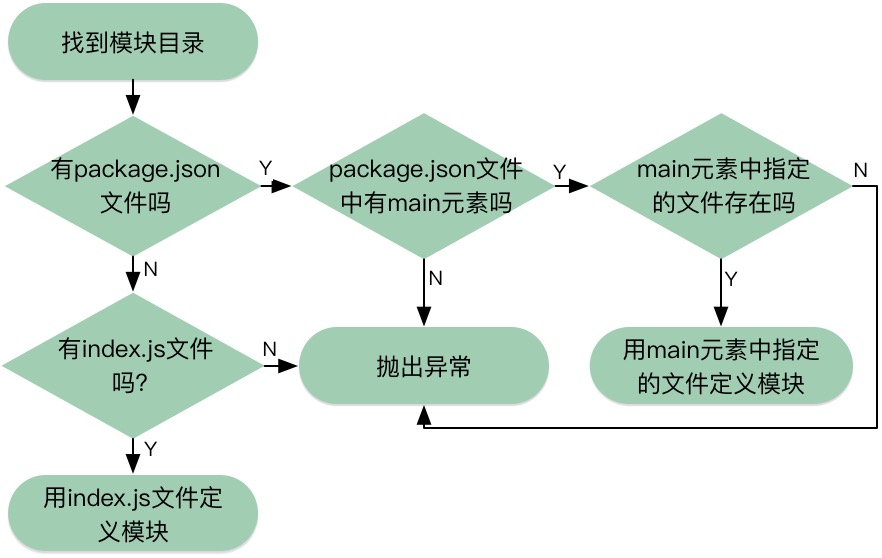 找到模块目录
有package.json
文件吗
Y
package.json文件
中有main元素吗
Y
main元素中指定
的文件存在吗
N
N
N
Y
有index.js文件
吗?
N
抛出异常
用main元素中指定
的文件定义模块
Y
用index.js文件定
义模块